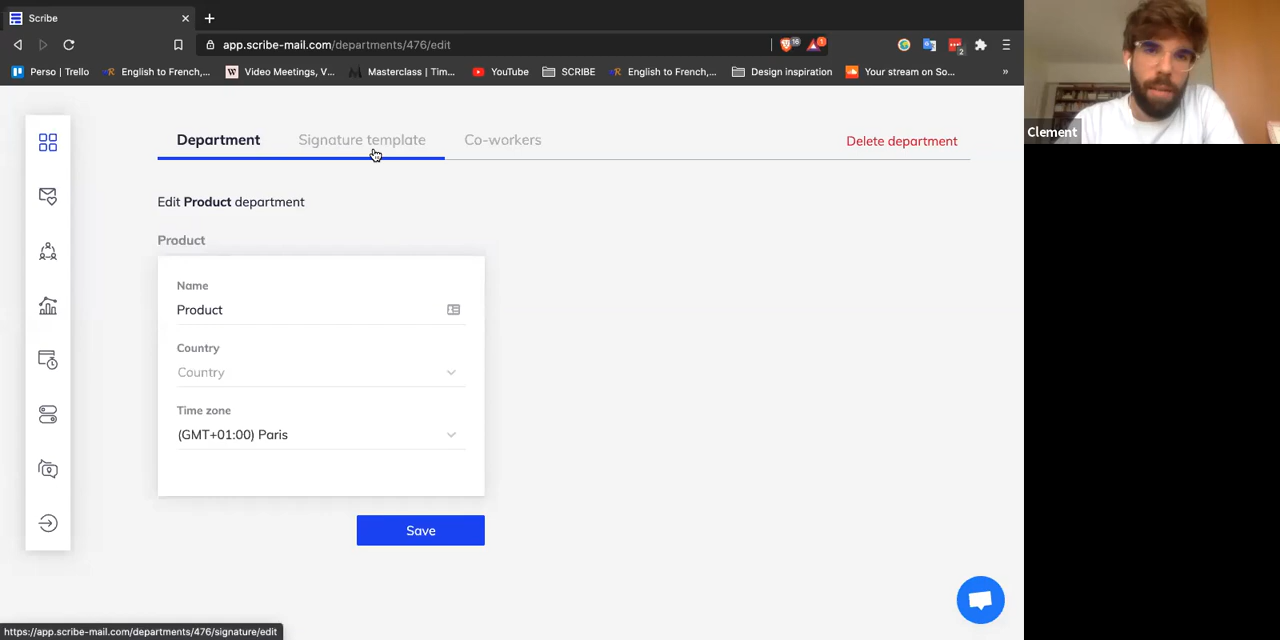 Scribe
app.scribe-mail.com/departments/476/edit
16
1
2
Perso | Trello
English to French,...
Video Meetings, V...
Masterclass | Tim...
YouTube
SCRIBE
English to French,...
Design inspiration
Your stream on So...
»
Department
Signature template
Co-workers
Delete department
Edit Product department
Product
Name
Product
Country
Country
Time zone
(GMT+01:00) Paris
Save
https://app.scribe-mail.com/departments/476/signature/edit
Clement